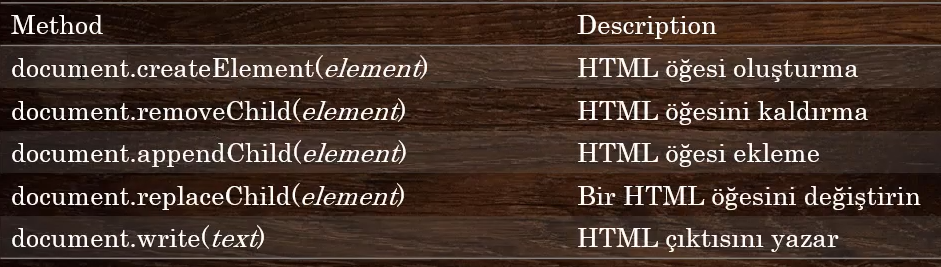 Method Description
document.createElement(element) HTML öğesi oluşturma
document.removeChild(element) HTML öğesini kaldırma
document.appendChild(element) HTML öğesi ekleme
document.replaceChild(element) Bir HTML öğesini değiştirin
document.write(text) HTML çıktısını yazar